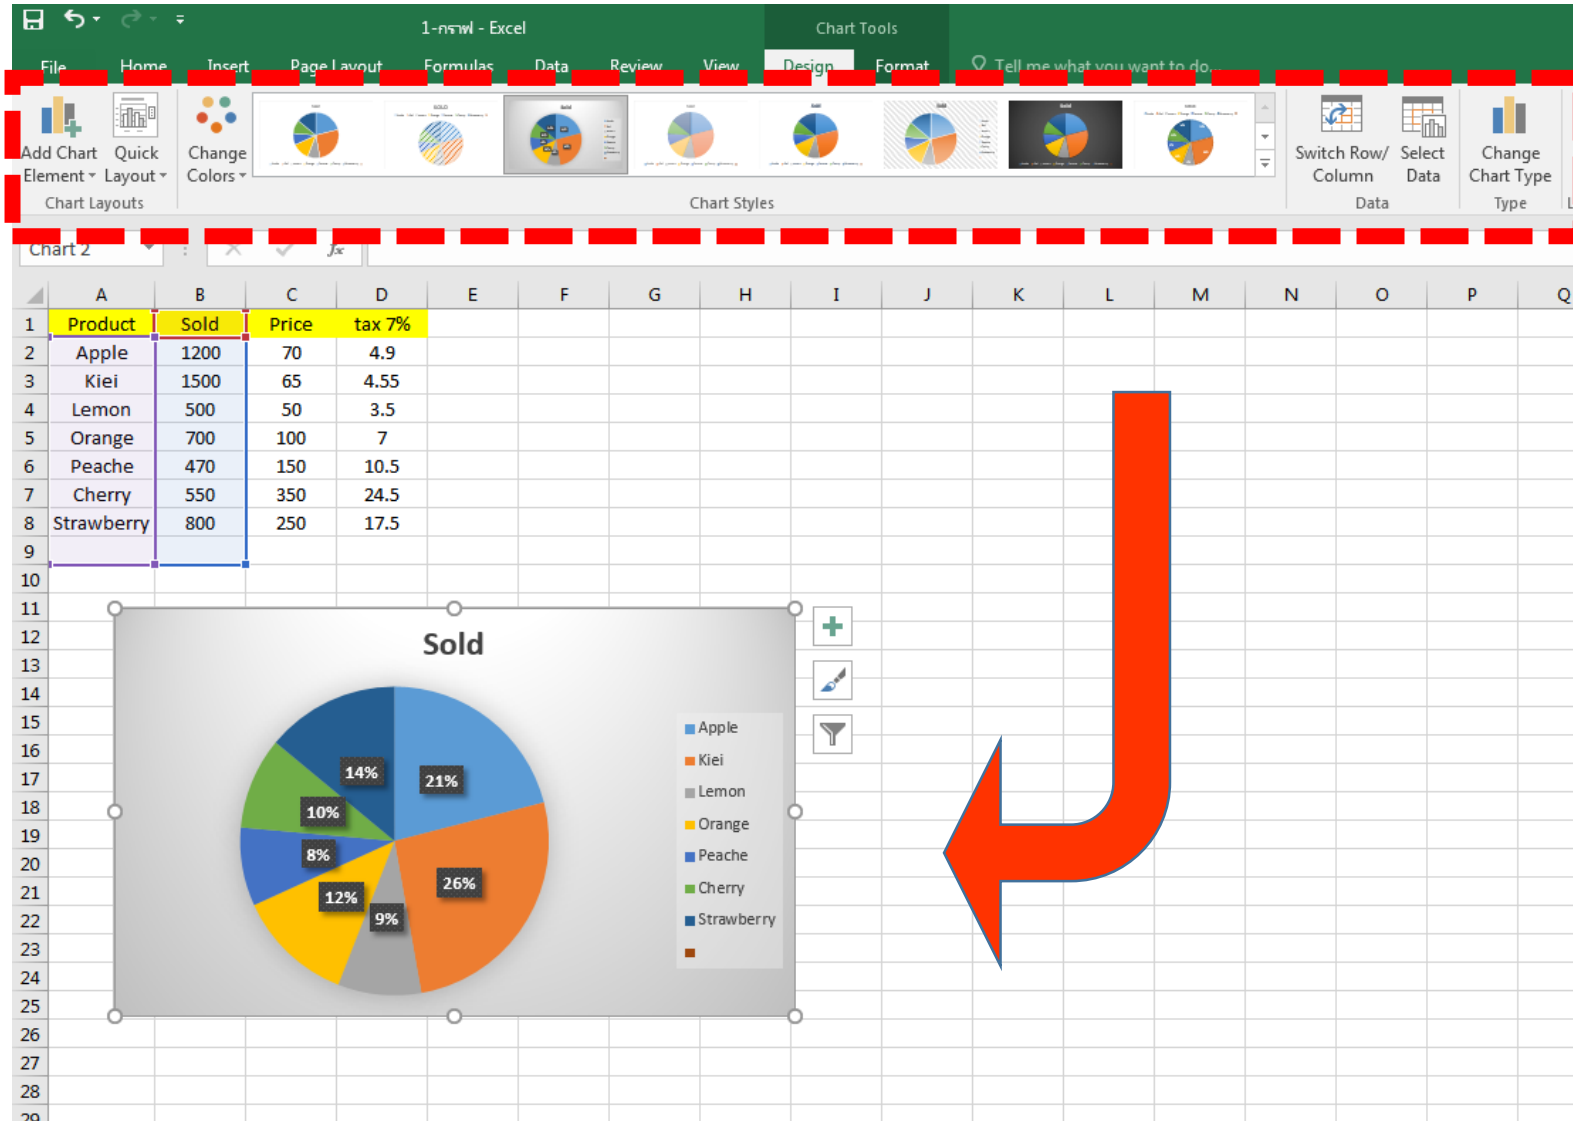 1-กราฟ - Excel
Chart Tools
File Home Insert Page Layout Formulas Data Review View Design Format Tell me what you want to do...
Add Chart Element
Quick Layout
Change Colors
Switch Row/ Column
Select Data
Change Chart Type
Chart Layouts
Chart Styles
Data
Type
Chart 2
fx
A B C D E F G H I J K L M N O P Q
1 Product Sold Price tax 7%
2 Apple 1200 70 4.9
3 Kiei 1500 65 4.55
4 Lemon 500 50 3.5
5 Orange 700 100 7
6 Peache 470 150 10.5
7 Cherry 550 350 24.5
8 Strawberry 800 250 17.5
9
10
11
12
13
14
15
16
17
18
19
20
21
22
23
24
25
26
27
28
29
Sold
14%
21%
10%
8%
12%
9%
26%
Apple
Kiei
Lemon
Orange
Peache
Cherry
Strawberry